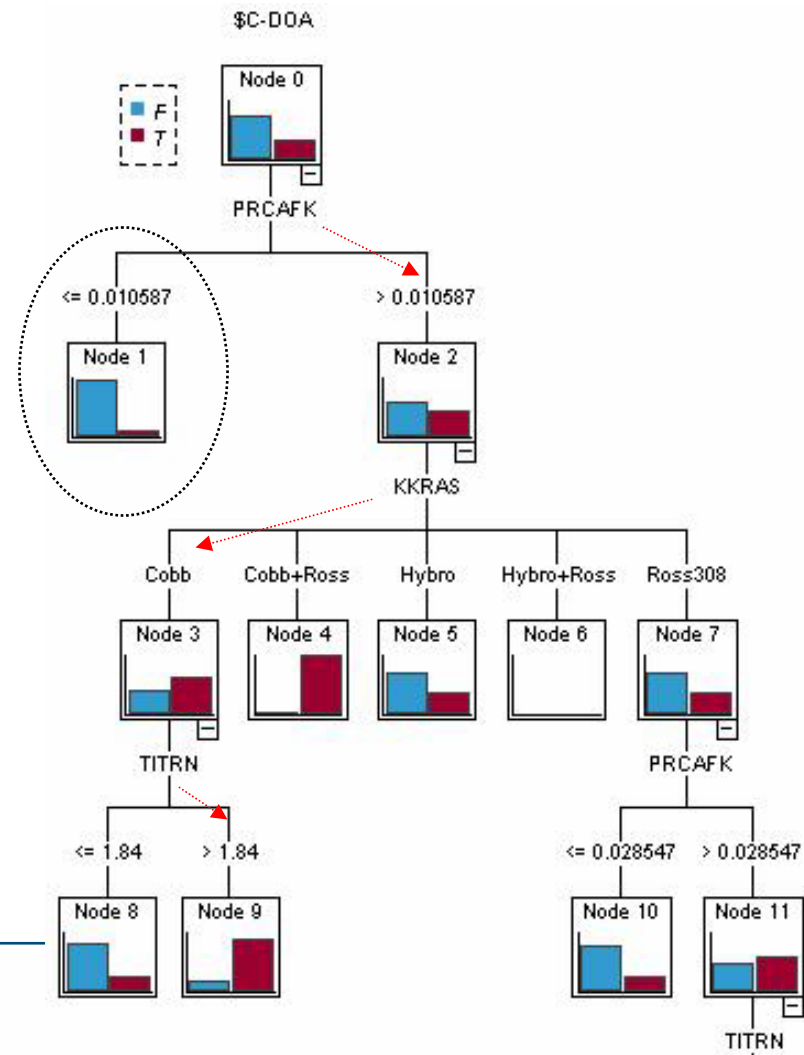 $C-DOA
Node 0
F
T
PRCAFK
<= 0.010587
> 0.010587
Node 1
Node 2
KKRAS
Cobb
Cobb+Ross
Hybro
Hybro+Ross
Ross308
Node 3
Node 4
Node 5
Node 6
Node 7
TITRN
PRCAFK
<= 1.84
> 1.84
<= 0.028547
> 0.028547
Node 8
Node 9
Node 10
Node 11
TITRN